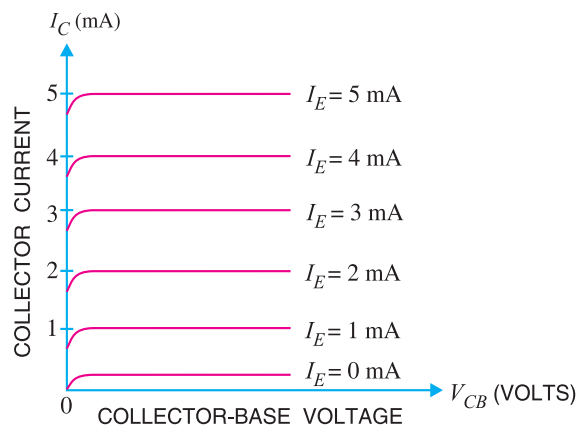 I_C (mA)
COLLECTOR CURRENT
5
4
3
2
1
0
I_E = 5 mA
I_E = 4 mA
I_E = 3 mA
I_E = 2 mA
I_E = 1 mA
I_E = 0 mA
V_CB (VOLTS)
COLLECTOR-BASE VOLTAGE